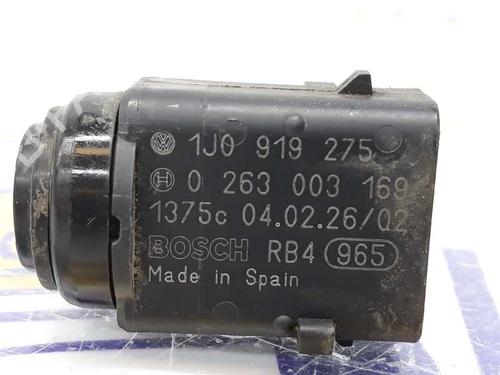 1J0 919 275
0 263 003 169
1375c 04.02.26/02
BOSCH RB4 965
Made in Spain